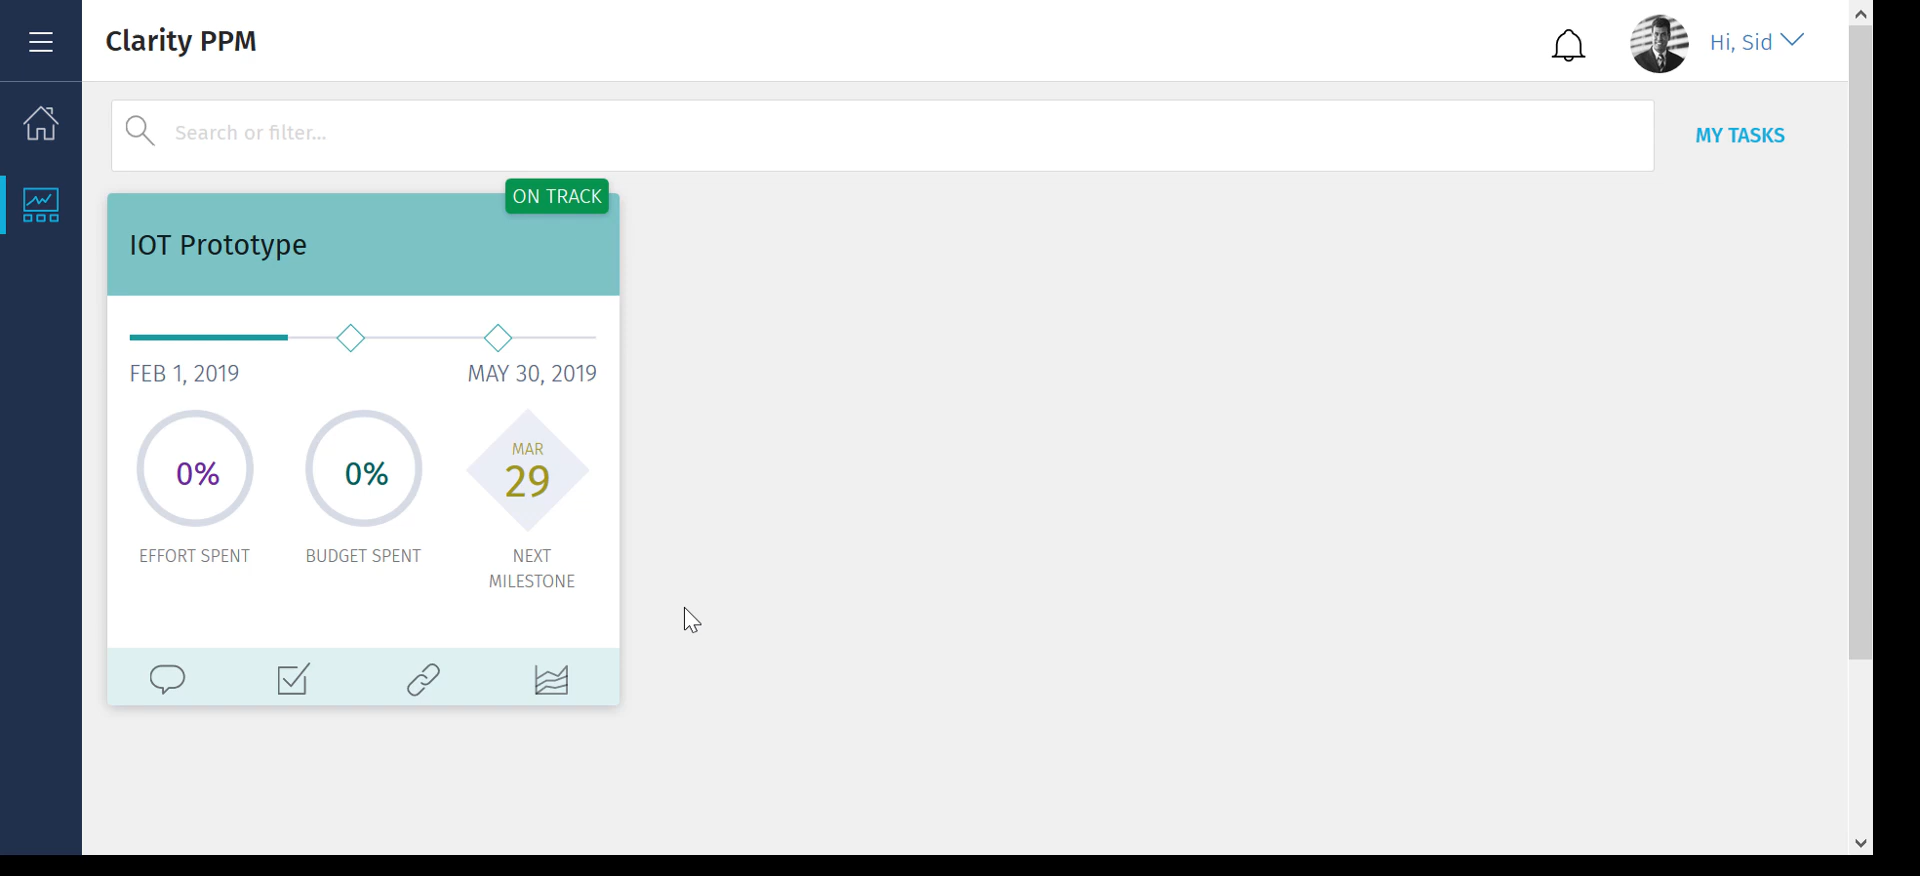 Clarity PPM
Hi, Sid
Search or filter...
MY TASKS
ON TRACK
IOT Prototype
FEB 1, 2019
MAY 30, 2019
0%
0%
MAR
29
EFFORT SPENT
BUDGET SPENT
NEXT
MILESTONE